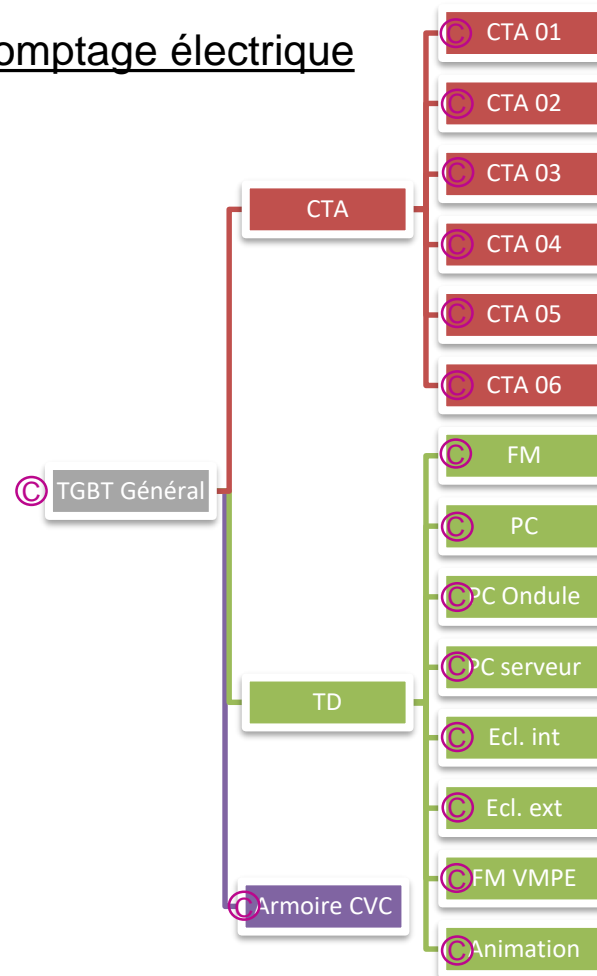 omptage électrique
© CTA 01
© CTA 02
© CTA 03
CTA
© CTA 04
© CTA 05
© CTA 06
© FM
© TGBT Général
© PC
© PC Ondule
© PC serveur
TD
© Ecl. int
© Ecl. ext
© FM VMPE
© Armoire CVC
© Animation